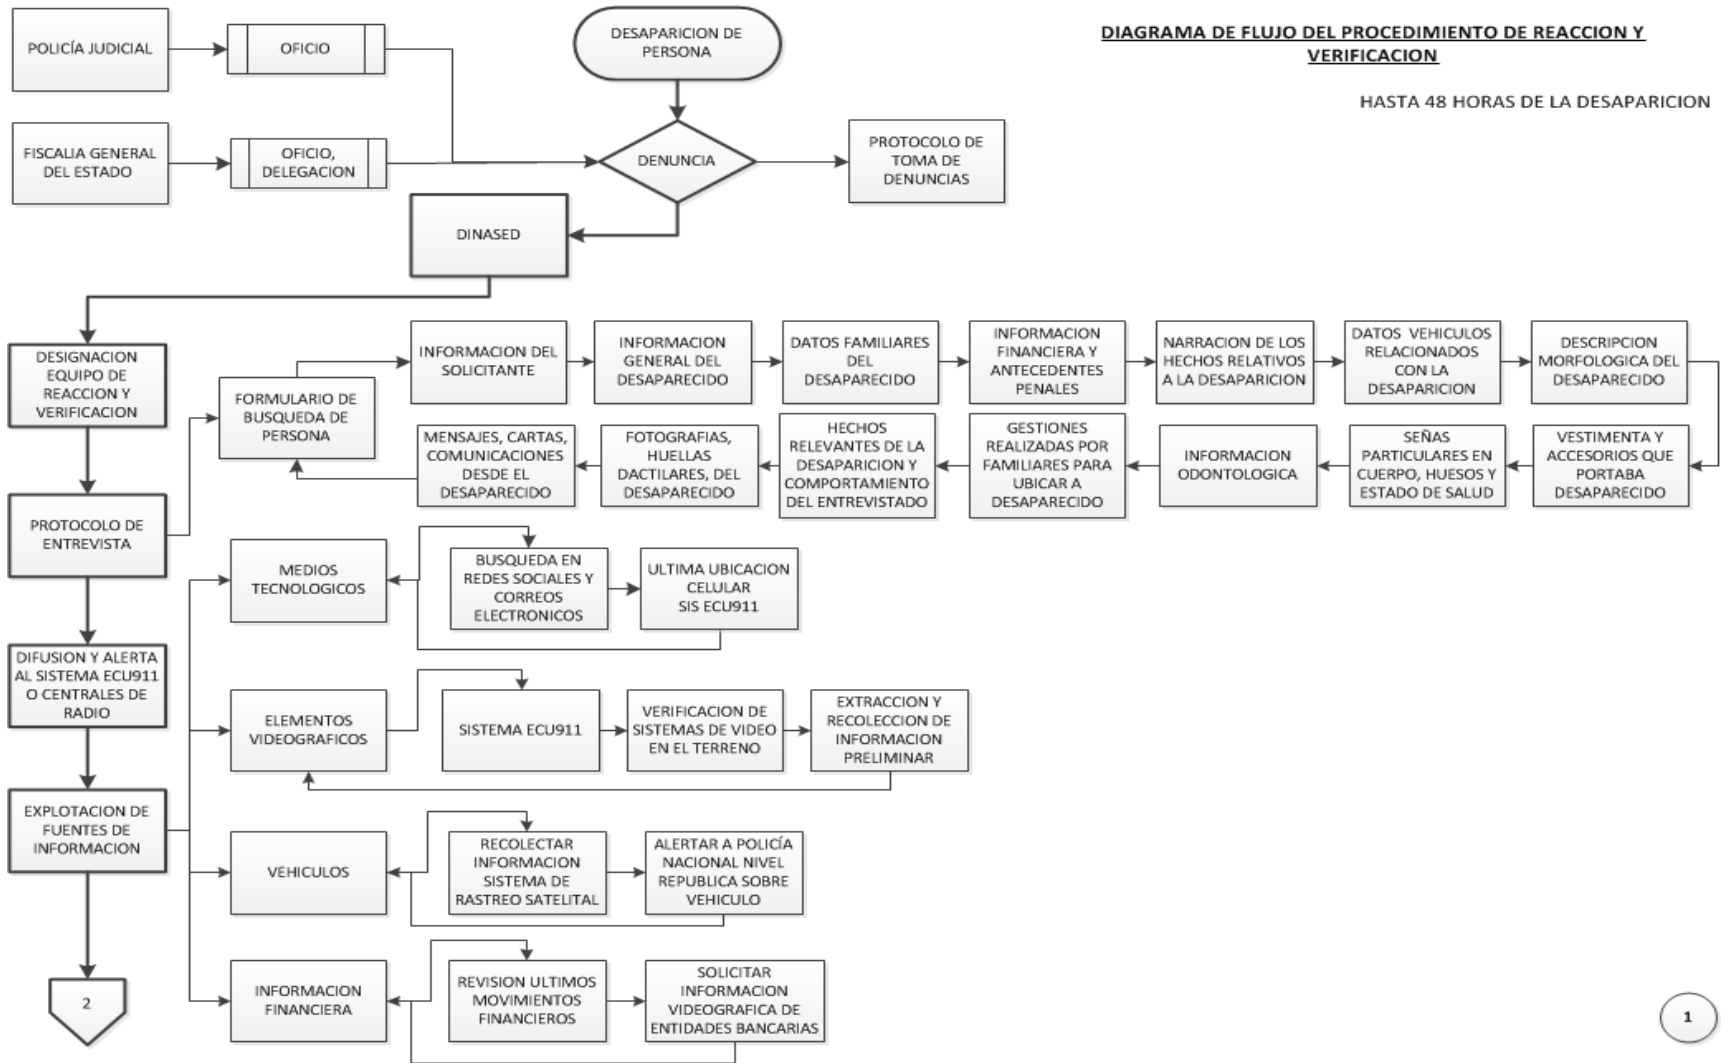 POLICÍA JUDICIAL
OFICIO
DESAPARICION DE
PERSONA
DIAGRAMA DE FLUJO DEL PROCEDIMIENTO DE REACCION Y
VERIFICACION
HASTA 48 HORAS DE LA DESAPARICION
FISCALIA GENERAL
DEL ESTADO
OFICIO,
DELEGACION
DENUNCIA
PROTOCOLO DE
TOMA DE
DENUNCIAS
DINASED
DESIGNACION
EQUIPO DE
REACCION Y
VERIFICACION
FORMULARIO DE
BUSQUEDA DE
PERSONA
INFORMACION DEL
SOLICITANTE
INFORMACION
GENERAL DEL
DESAPARECIDO
DATOS FAMILIARES
DEL
DESAPARECIDO
INFORMACION
FINANCIERA Y
ANTECEDENTES
PENALES
NARRACION DE LOS
HECHOS RELATIVOS
A LA DESAPARICION
DATOS VEHICULOS
RELACIONADOS
CON LA
DESAPARICION
DESCRIPCION
MORFOLOGICA DEL
DESAPARECIDO
MENSAJES, CARTAS,
COMUNICACIONES
DESDE EL
DESAPARECIDO
FOTOGRAFIAS,
HUELLAS
DACTILARES, DEL
DESAPARECIDO
HECHOS
RELEVANTES DE LA
DESAPARICION Y
COMPORTAMIENTO
DEL ENTREVISTADO
GESTIONES
REALIZADAS POR
FAMILIARES PARA
UBICAR A
DESAPARECIDO
INFORMACION
ODONTOLOGICA
SEÑAS
PARTICULARES EN
CUERPO, HUESOS Y
ESTADO DE SALUD
VESTIMENTA Y
ACCESORIOS QUE
PORTABA
DESAPARECIDO
PROTOCOLO DE
ENTREVISTA
MEDIOS
TECNOLOGICOS
BUSQUEDA EN
REDES SOCIALES Y
CORREOS
ELECTRONICOS
ULTIMA UBICACION
CELULAR
SIS ECU911
DIFUSION Y ALERTA
AL SISTEMA ECU911
O CENTRALES DE
RADIO
ELEMENTOS
VIDEOGRAFICOS
SISTEMA ECU911
VERIFICACION DE
SISTEMAS DE VIDEO
EN EL TERRENO
EXTRACCION Y
RECOLECCION DE
INFORMACION
PRELIMINAR
EXPLOTACION DE
FUENTES DE
INFORMACION
VEHICULOS
RECOLECTAR
INFORMACION
SISTEMA DE
RASTREO SATELITAL
ALERTAR A POLICÍA
NACIONAL NIVEL
REPUBLICA SOBRE
VEHICULO
2
INFORMACION
FINANCIERA
REVISION ULTIMOS
MOVIMIENTOS
FINANCIEROS
SOLICITAR
INFORMACION
VIDEOGRAFICA DE
ENTIDADES BANCARIAS
1